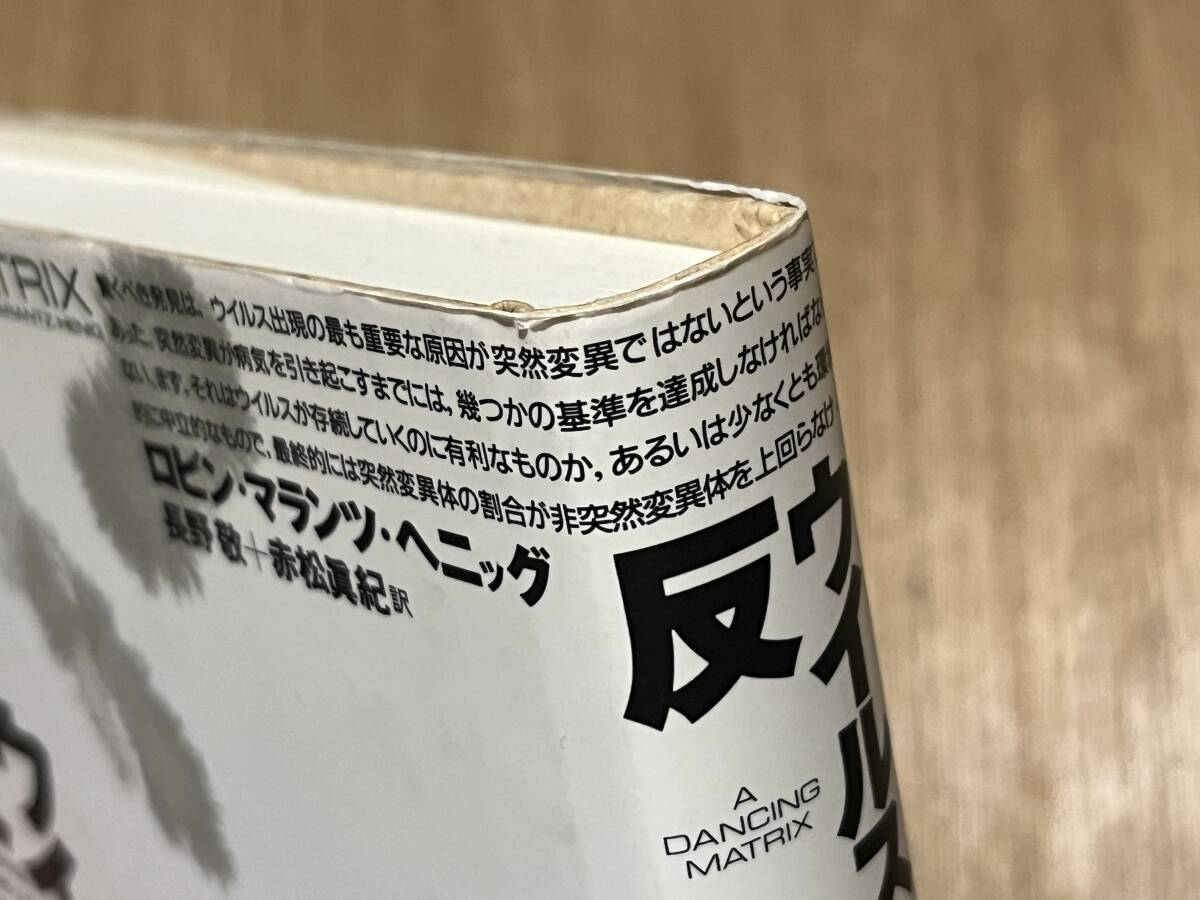 TRIX
驚くべき発見は、ウイルス出現の最も重要な原因が突然変異ではないという事実
あった。突然変異が病気を引き起こすまでには，幾つかの基準を達成しなければなら
ない。まず、それはウイルスが存続していくのに有利なものか，あるいは少なくとも環
的に中立的なもので、最終的には突然変異体の割合が非突然変異体を上回らなけ
ロビン・マランツ・ヘニッグ
長野 敬＋赤松眞紀 訳
反
ウイルス
A
DANCING
MATRIX